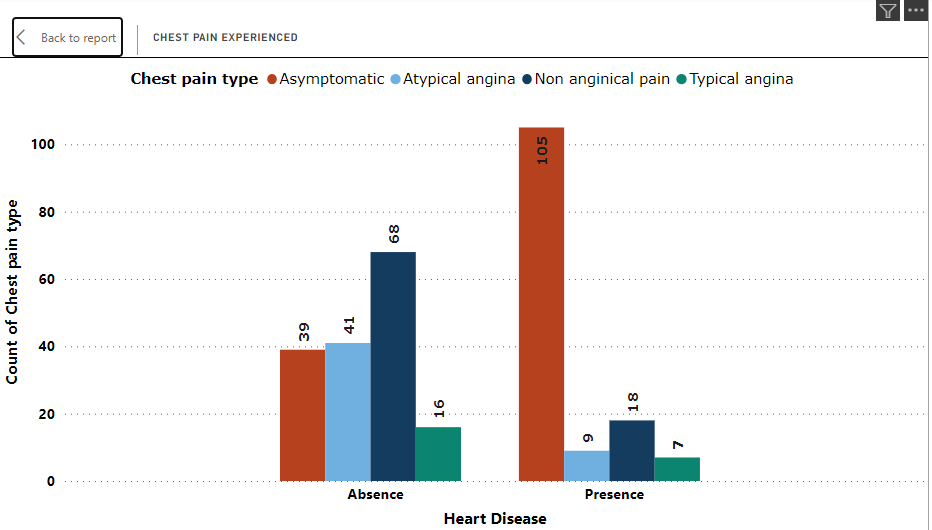 Back to report
CHEST PAIN EXPERIENCED
Chest pain type Asymptomatic Atypical angina Non anginical pain Typical angina
Count of Chest pain type
100
80
60
40
20
0
39
41
68
16
105
9
18
7
Absence
Presence
Heart Disease